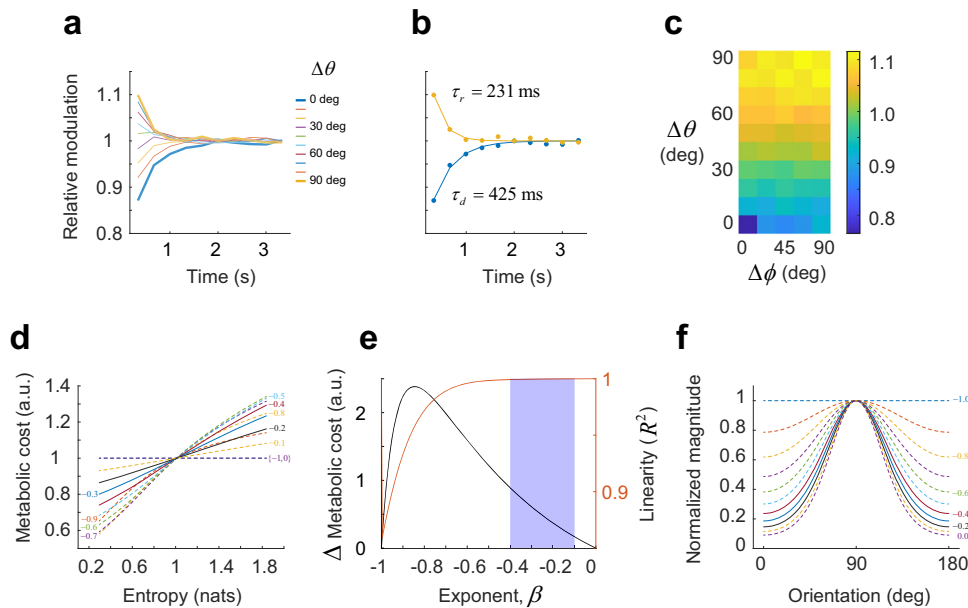 a
b
c
Relative modulation
1.1
1
0.9
0.8
1 2 3
Time (s)
Δθ
0 deg
30 deg
60 deg
90 deg
τr = 231 ms
τd = 425 ms
1 2 3
Time (s)
Δθ
(deg)
90
60
30
0
0 45 90
Δϕ (deg)
1.1
1.0
0.9
0.8
d
e
f
Metabolic cost (a.u.)
1.4
1.2
1
0.8
0.6
0.2 0.6 1 1.4 1.8
Entropy (nats)
−0.5
−0.4
−0.8
−0.2
−0.1
{−1,0}
−0.3
−0.9
−0.6
−0.7
Δ Metabolic cost (a.u.)
2
1
0
-1 -0.8 -0.6 -0.4 -0.2 0
Exponent, β
1
0.9
Linearity (R²)
Normalized magnitude
1
0.8
0.6
0.4
0.2
0
0 90 180
Orientation (deg)
−1.0
−0.8
−0.6
−0.4
−0.2
0.0